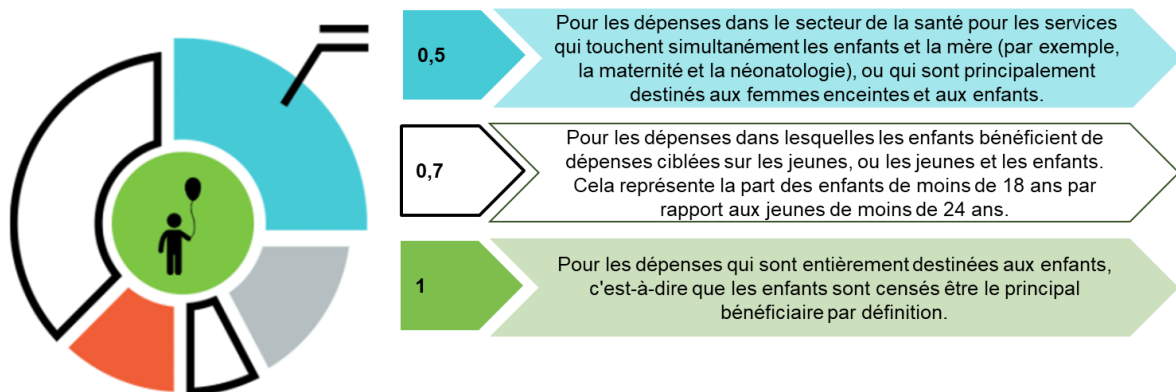 0,5
Pour les dépenses dans le secteur de la santé pour les services
qui touchent simultanément les enfants et la mère (par exemple,
la maternité et la néonatologie), ou qui sont principalement
destinés aux femmes enceintes et aux enfants.
0,7
Pour les dépenses dans lesquelles les enfants bénéficient de
dépenses ciblées sur les jeunes, ou les jeunes et les enfants.
Cela représente la part des enfants de moins de 18 ans par
rapport aux jeunes de moins de 24 ans.
1
Pour les dépenses qui sont entièrement destinées aux enfants,
c'est-à-dire que les enfants sont censés être le principal
bénéficiaire par définition.